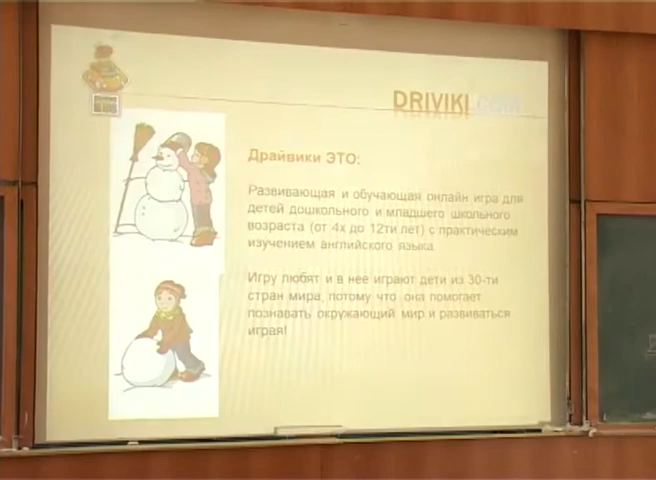 DRIVIKI.COM
Драйвики ЭТО:
Развивающая и обучающая онлайн игра для
детей дошкольного и младшего школьного
возраста (от 4х до 12ти лет) с практическим
изучением английского языка.
Игру любят и в нее играют дети из 30-ти
стран мира, потому что она помогает
познавать окружающий мир и развиваться
играя!